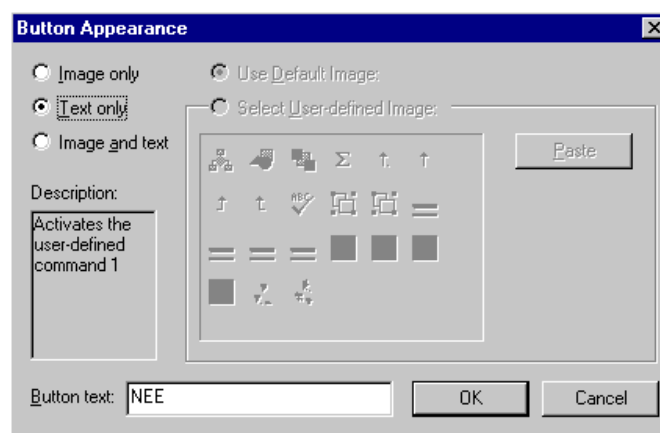 Button Appearance
Image only
Use Default Image:
Text only
Select User-defined Image:
Image and text
Paste
Description:
Activates the
user-defined
command 1
Σ
ABC
Button text:
NEE
OK
Cancel